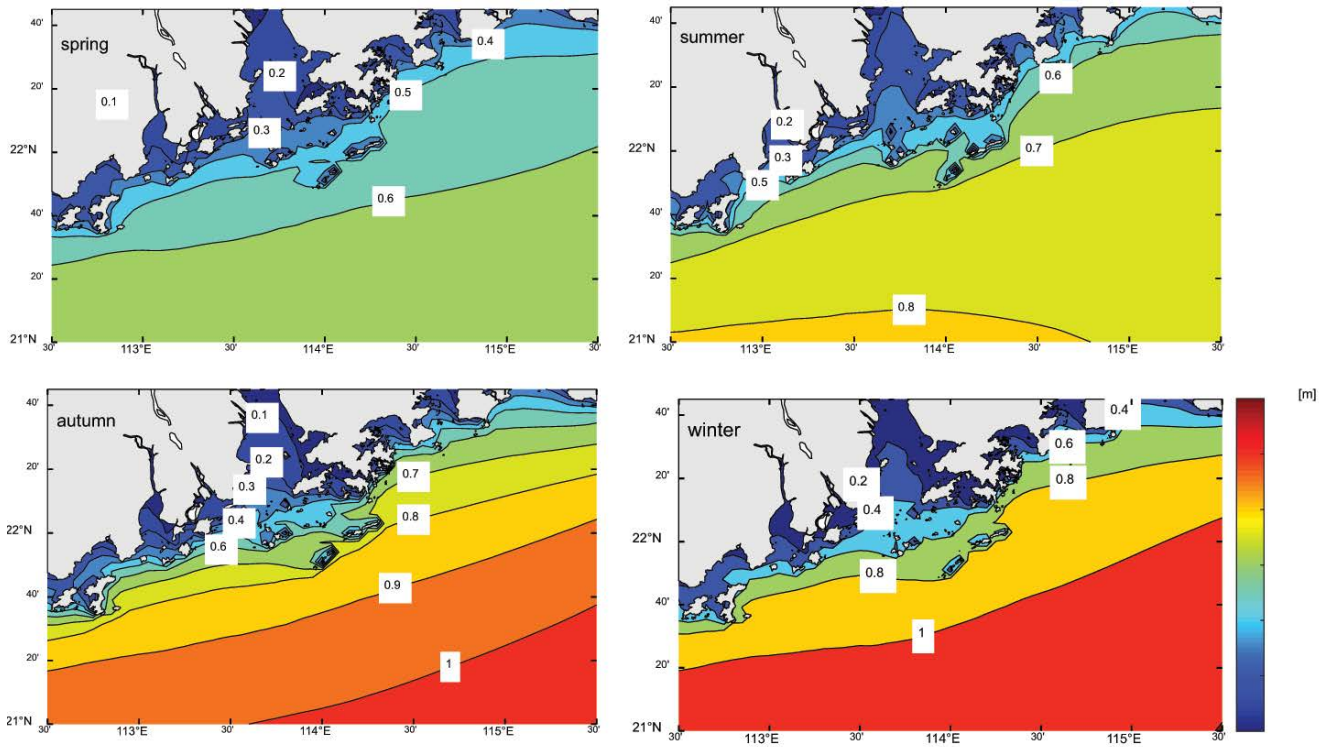 spring
40'
20'
22°N
40'
20'
21°N
30'
113°E
30'
114°E
30'
115°E
30'
0.1
0.2
0.3
0.4
0.5
0.6
summer
40'
20'
22°N
40'
20'
21°N
30'
113°E
30'
114°E
30'
115°E
30'
0.2
0.3
0.5
0.6
0.7
0.8
autumn
40'
20'
22°N
40'
20'
21°N
30'
113°E
30'
114°E
30'
115°E
30'
0.1
0.2
0.3
0.4
0.6
0.7
0.8
0.9
1
winter
40'
20'
22°N
40'
20'
21°N
30'
113°E
30'
114°E
30'
115°E
30'
0.2
0.4
0.4
0.6
0.8
0.8
1
[m]